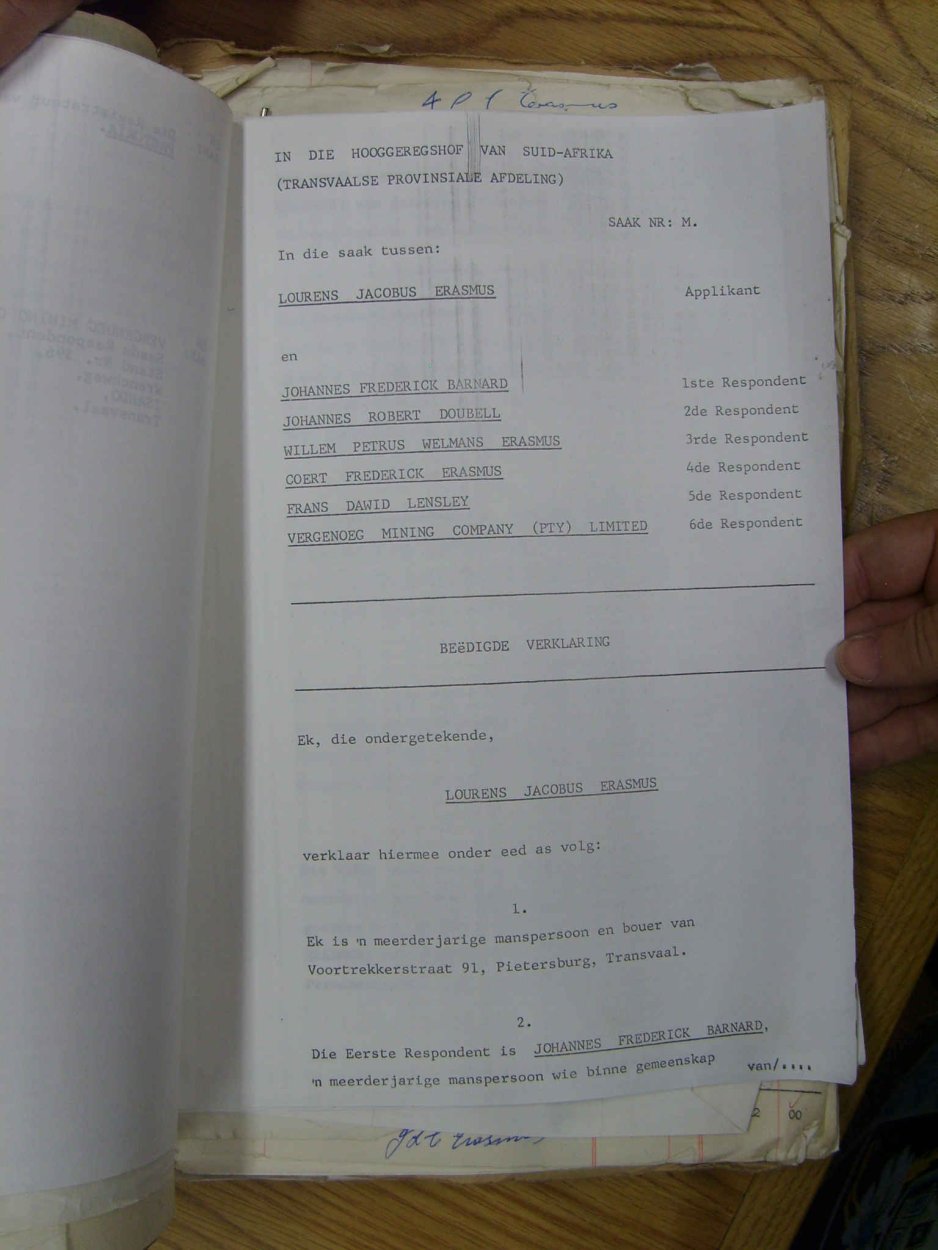 Erasmus
IN DIE HOOGGEREGSHOF VAN SUID-AFRIKA
(TRANSVAALSE PROVINSIALE AFDELING)
SAAK NR: M.
In die saak tussen:
LOURENS JACOBUS ERASMUS Applikant
en
JOHANNES FREDERICK BARNARD 1ste Respondent
JOHANNES ROBERT DOUBELL 2de Respondent
WILLEM PETRUS WELMANS ERASMUS 3rde Respondent
COERT FREDERICK ERASMUS 4de Respondent
FRANS DAWID LENSLEY 5de Respondent
VERGENOEG MINING COMPANY (PTY) LIMITED 6de Respondent
BEëDIGDE VERKLARING
Ek, die ondergetekende,
LOURENS JACOBUS ERASMUS
verklaar hiermee onder eed as volg:
1.
Ek is 'n meerderjarige manspersoon en bouer van
Voortrekkerstraat 91, Pietersburg, Transvaal.
2.
Die Eerste Respondent is JOHANNES FREDERICK BARNARD,
'n meerderjarige manspersoon wie binne gemeenskap
van/....
2 00
Erasmus